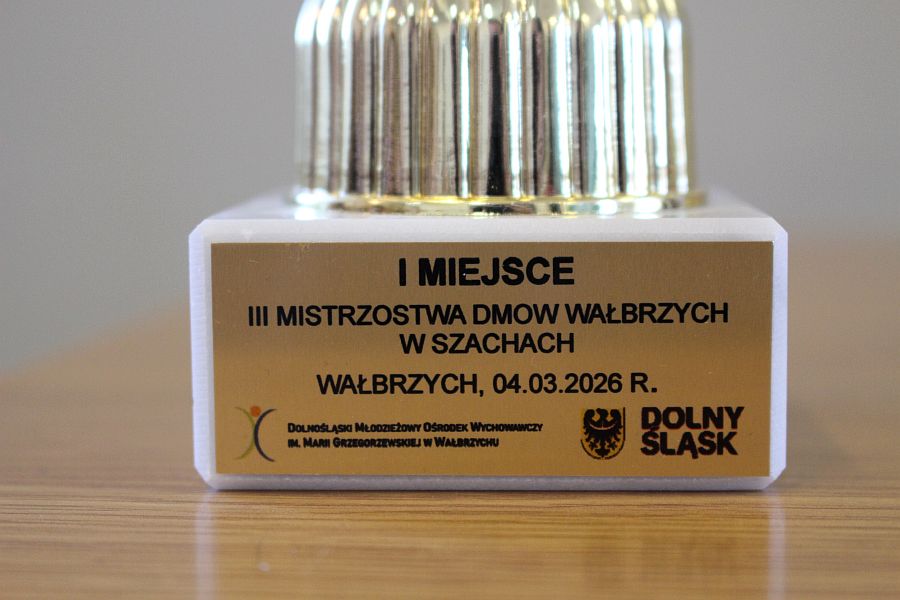 I MIEJSCE
III MISTRZOSTWA DMOW WAŁBRZYCH
W SZACHACH
WAŁBRZYCH, 04.03.2026 R.
DOLNOŚLĄSKI MŁODZIEŻOWY OŚRODEK WYCHOWAWCZY
IM. MARII GRZEGORZEWSKIEJ W WAŁBRZYCHU
DOLNY
ŚLĄSK